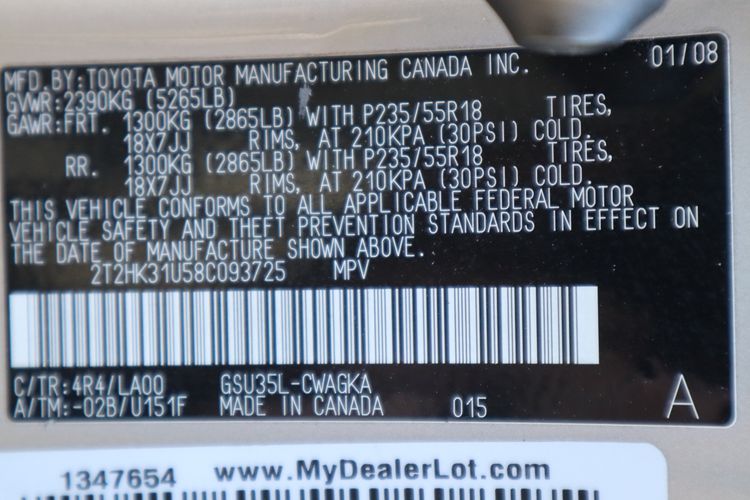 MFD. BY: TOYOTA MOTOR MANUFACTURING CANADA INC. 01/08
GVWR: 2390KG (5265LB)
GAWR: FRT. 1300KG (2865LB) WITH P235/55R18 TIRES,
18X7JJ RIMS, AT 210KPA (30PSI) COLD.
RR. 1300KG (2865LB) WITH P235/55R18 TIRES,
18X7JJ RIMS, AT 210KPA (30PSI) COLD.
THIS VEHICLE CONFORMS TO ALL APPLICABLE FEDERAL MOTOR
VEHICLE SAFETY AND THEFT PREVENTION STANDARDS IN EFFECT ON
THE DATE OF MANUFACTURE SHOWN ABOVE.
2T2HK31U58C093725 MPV
C/TR: 4R4/LA00 GSU35L-CWAGKA
A/TM: -02B/U151F MADE IN CANADA 015 A
1347654 www.MyDealerLot.com